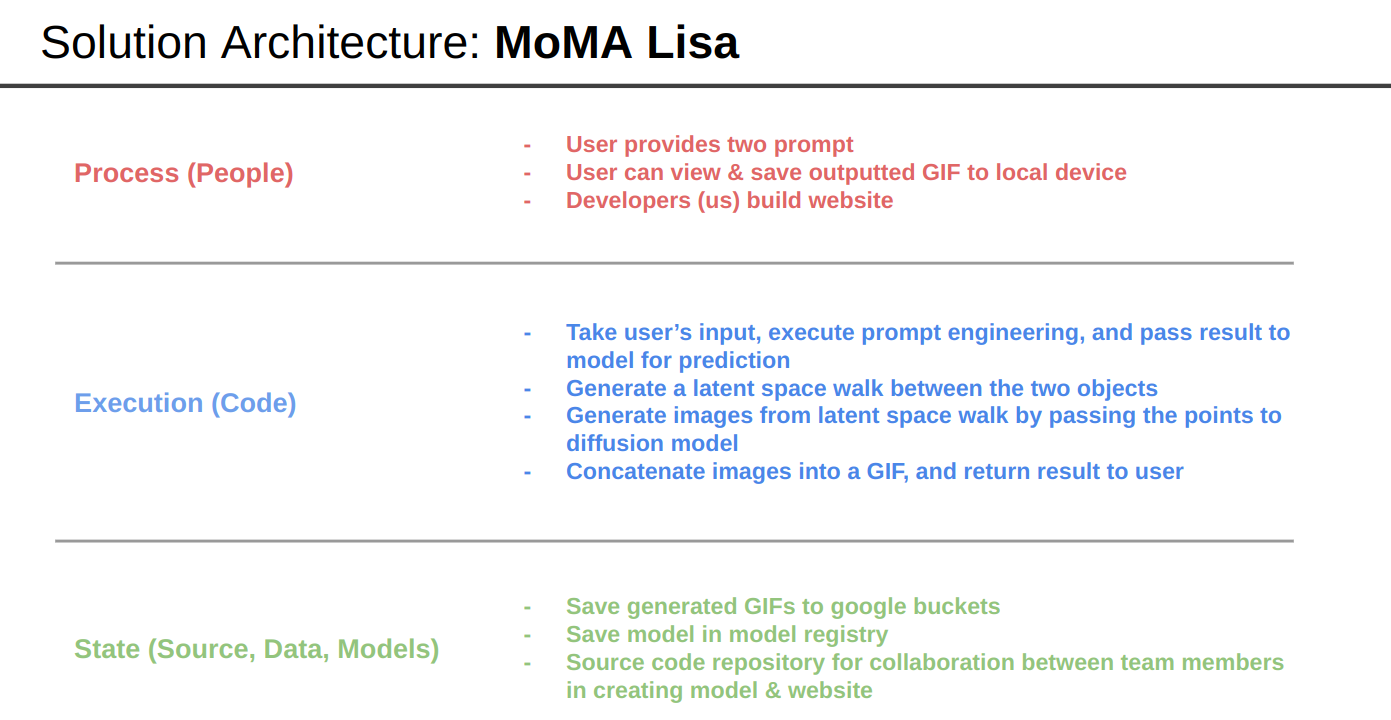 Solution Architecture: MoMA Lisa
Process (People)
- User provides two prompt
- User can view & save outputted GIF to local device
- Developers (us) build website
Execution (Code)
- Take user’s input, execute prompt engineering, and pass result to
model for prediction
- Generate a latent space walk between the two objects
- Generate images from latent space walk by passing the points to
diffusion model
- Concatenate images into a GIF, and return result to user
State (Source, Data, Models)
- Save generated GIFs to google buckets
- Save model in model registry
- Source code repository for collaboration between team members
in creating model & website